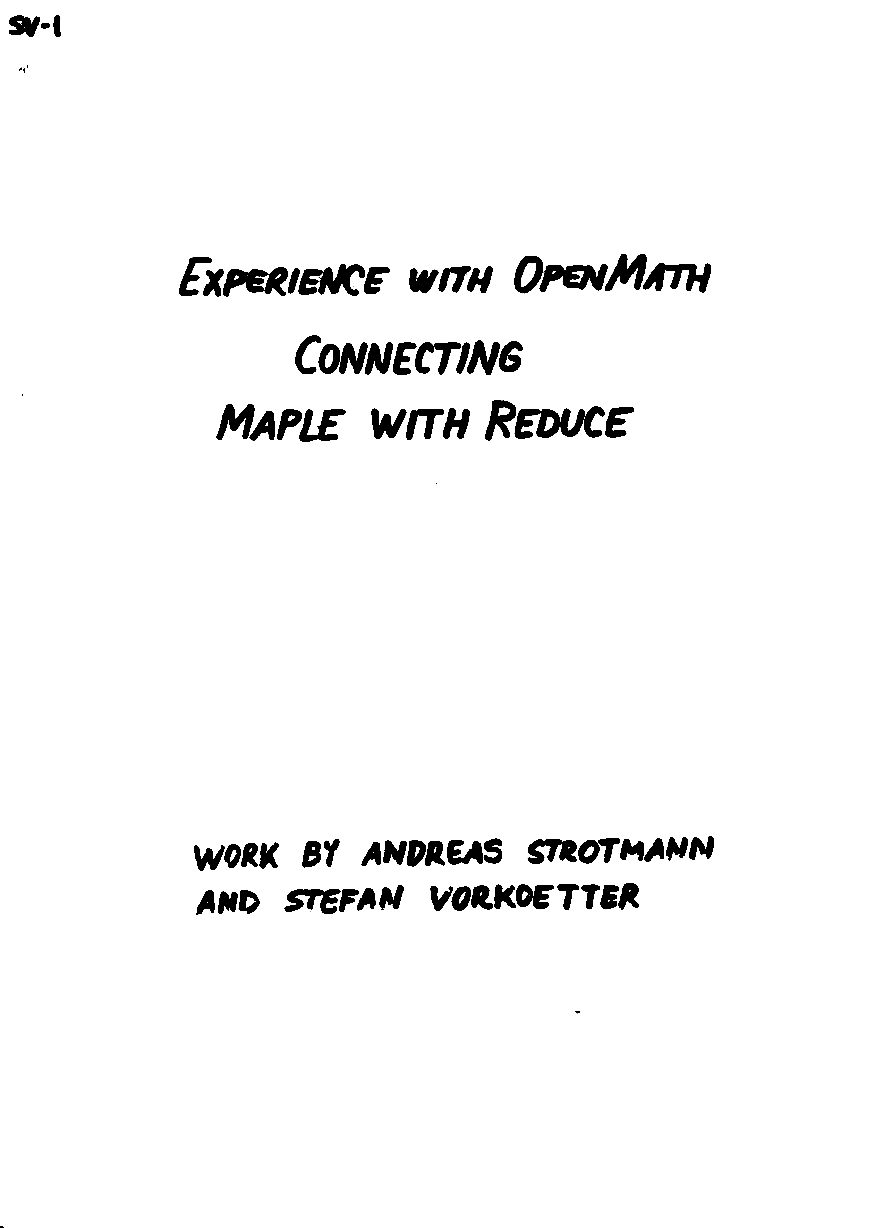 SV-1
EXPERIENCE WITH OPENMATH
CONNECTING
MAPLE WITH REDUCE
WORK BY ANDREAS STROTMANN
AND STEFAN VORKOETTER